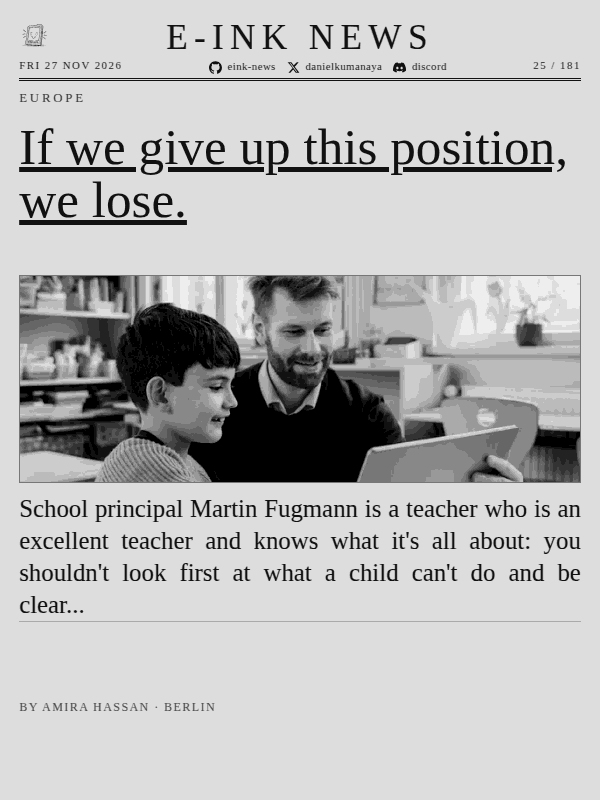 E-INK NEWS
FRI 27 NOV 2026
eink-news danielkumanaya discord
25 / 181
EUROPE
If we give up this position,
we lose.
School principal Martin Fugmann is a teacher who is an
excellent teacher and knows what it's all about: you
shouldn't look first at what a child can't do and be
clear...
BY AMIRA HASSAN · BERLIN